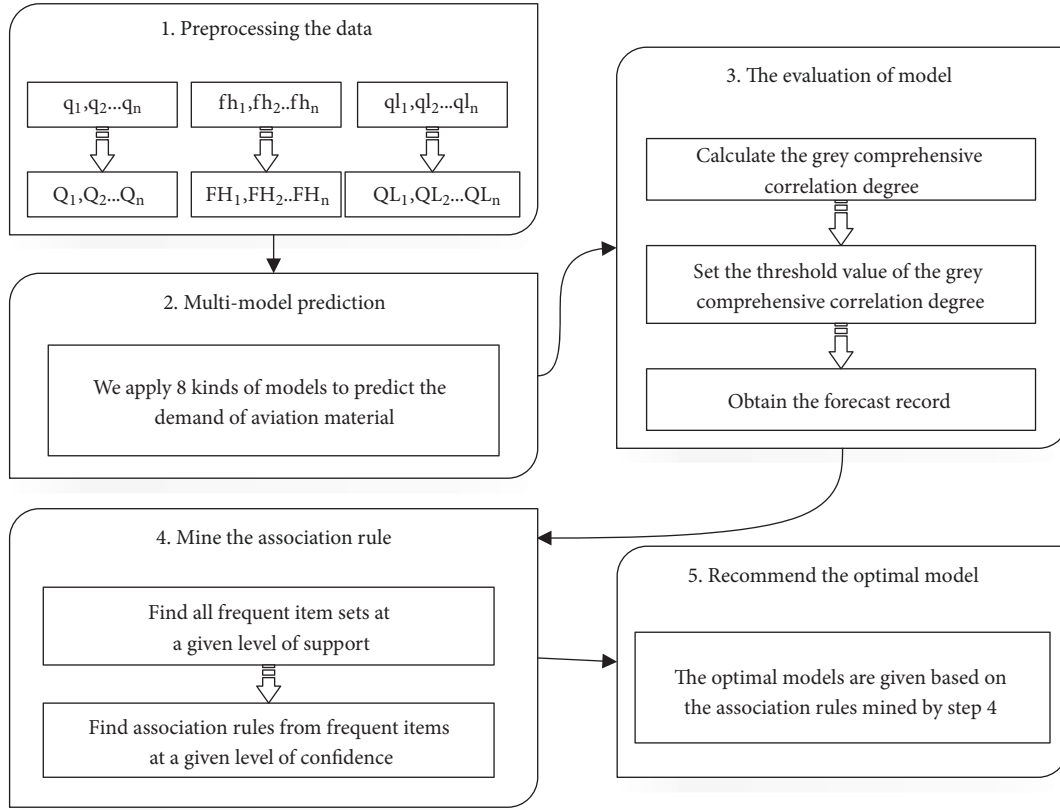 1. Preprocessing the data
q₁,q₂...qₙ
fh₁,fh₂..fhₙ
ql₁,ql₂...qlₙ
Q₁,Q₂...Qₙ
FH₁,FH₂..FHₙ
QL₁,QL₂...QLₙ
2. Multi-model prediction
We apply 8 kinds of models to predict the
demand of aviation material
3. The evaluation of model
Calculate the grey comprehensive
correlation degree
Set the threshold value of the grey
comprehensive correlation degree
Obtain the forecast record
4. Mine the association rule
Find all frequent item sets at
a given level of support
Find association rules from frequent items
at a given level of confidence
5. Recommend the optimal model
The optimal models are given based on
the association rules mined by step 4